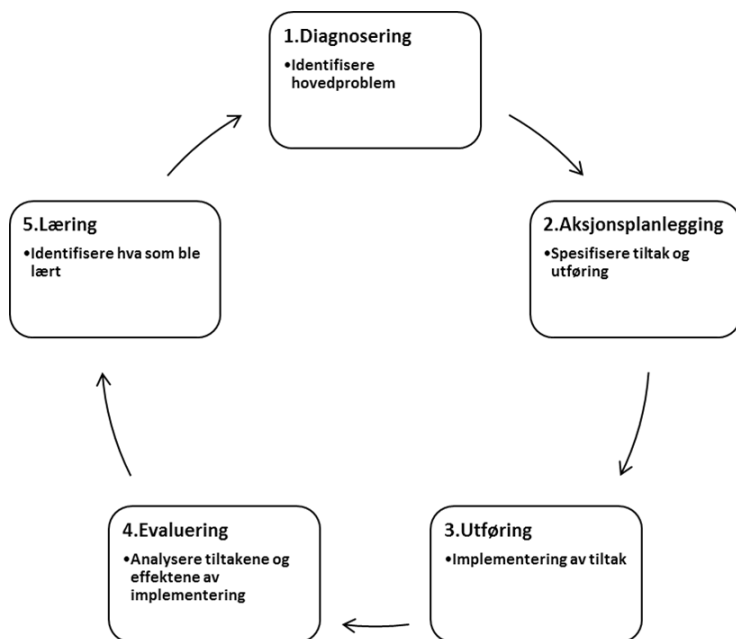 1.Diagnosering
•Identifisere
hovedproblem
2.Aksjonsplanlegging
•Spesifisere tiltak og
utføring
3.Utføring
•Implementering av tiltak
4.Evaluering
•Analysere tiltakene og
effektene av
implementering
5.Læring
•Identifisere hva som ble
lært